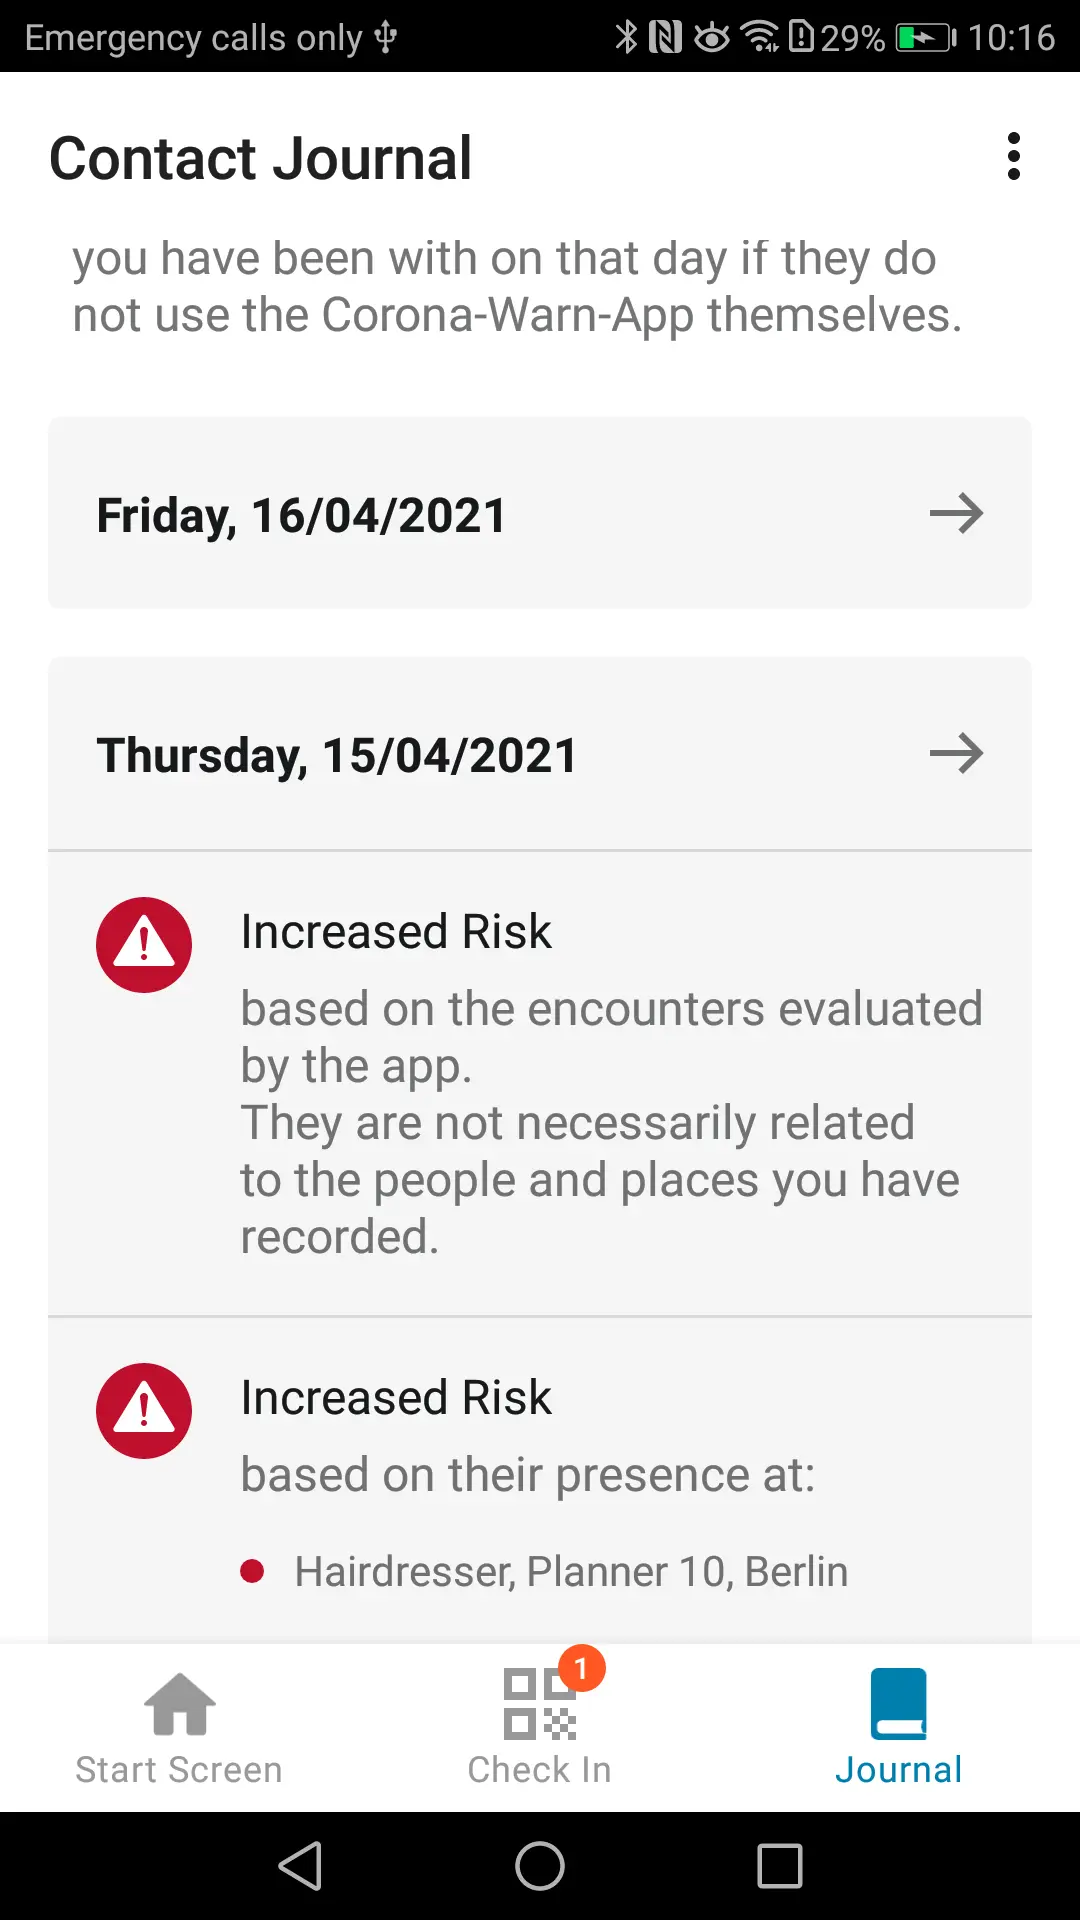 Emergency calls only 29% 10:16
Contact Journal
you have been with on that day if they do
not use the Corona-Warn-App themselves.
Friday, 16/04/2021
Thursday, 15/04/2021
Increased Risk
based on the encounters evaluated
by the app.
They are not necessarily related
to the people and places you have
recorded.
Increased Risk
based on their presence at:
Hairdresser, Planner 10, Berlin
1
Start Screen Check In Journal